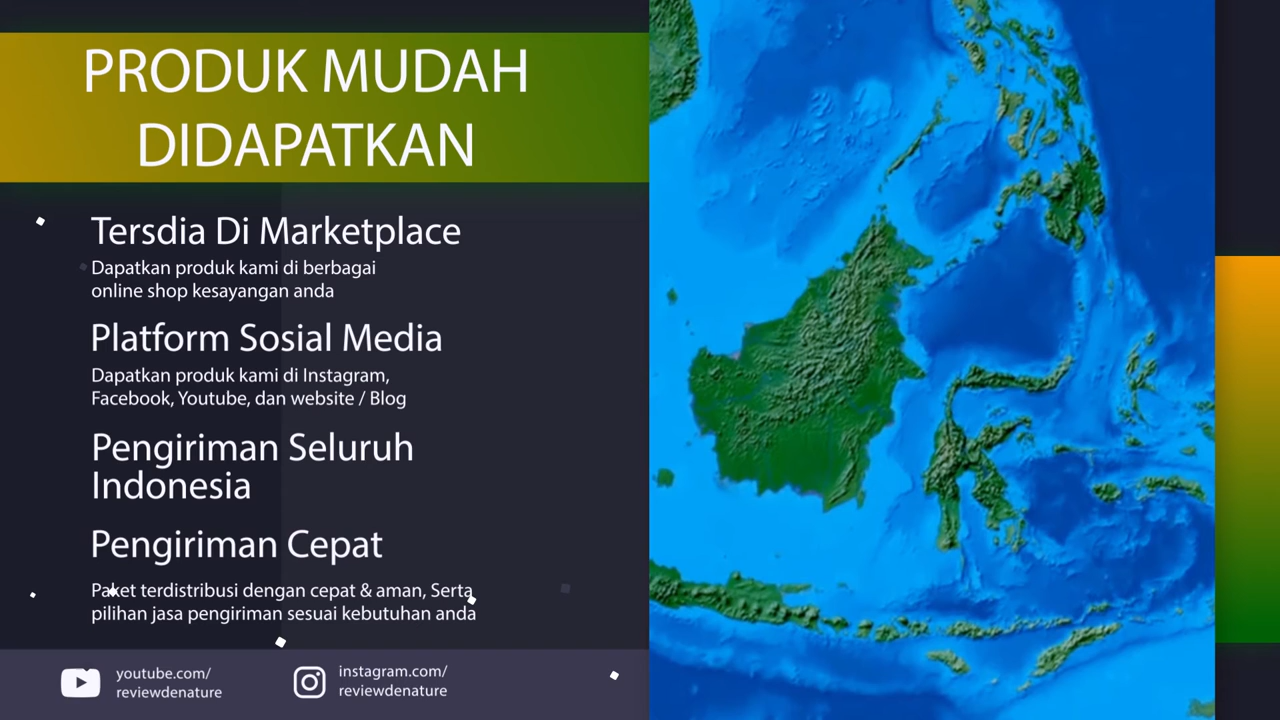 PRODUK MUDAH
DIDAPATKAN
Tersdia Di Marketplace
Dapatkan produk kami di berbagai
online shop kesayangan anda
Platform Sosial Media
Dapatkan produk kami di Instagram,
Facebook, Youtube, dan website / Blog
Pengiriman Seluruh
Indonesia
Pengiriman Cepat
Paket terdistribusi dengan cepat & aman, Serta
pilihan jasa pengiriman sesuai kebutuhan anda
youtube.com/
reviewdenature
instagram.com/
reviewdenature